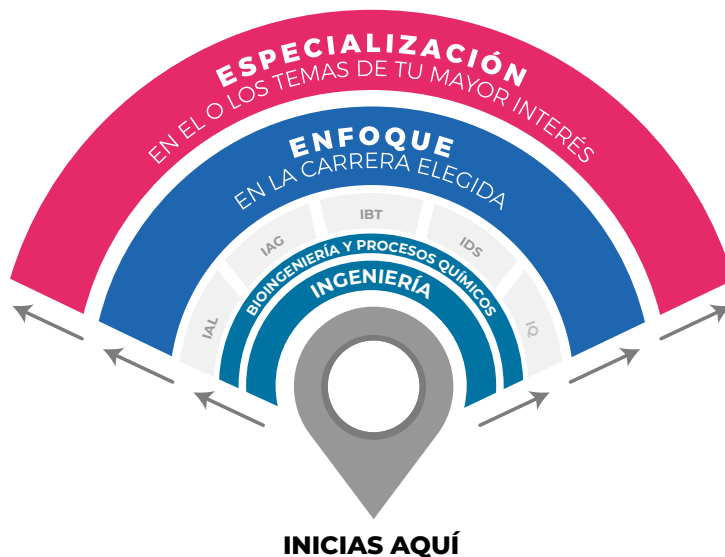 ESPECIALIZACIÓN
EN EL O LOS TEMAS DE TU MAYOR INTERÉS
ENFOQUE
EN LA CARRERA ELEGIDA
IAL
IAG
IBT
IDS
IQ
BIOINGENIERÍA Y PROCESOS QUÍMICOS
INGENIERÍA
INICIAS AQUÍ